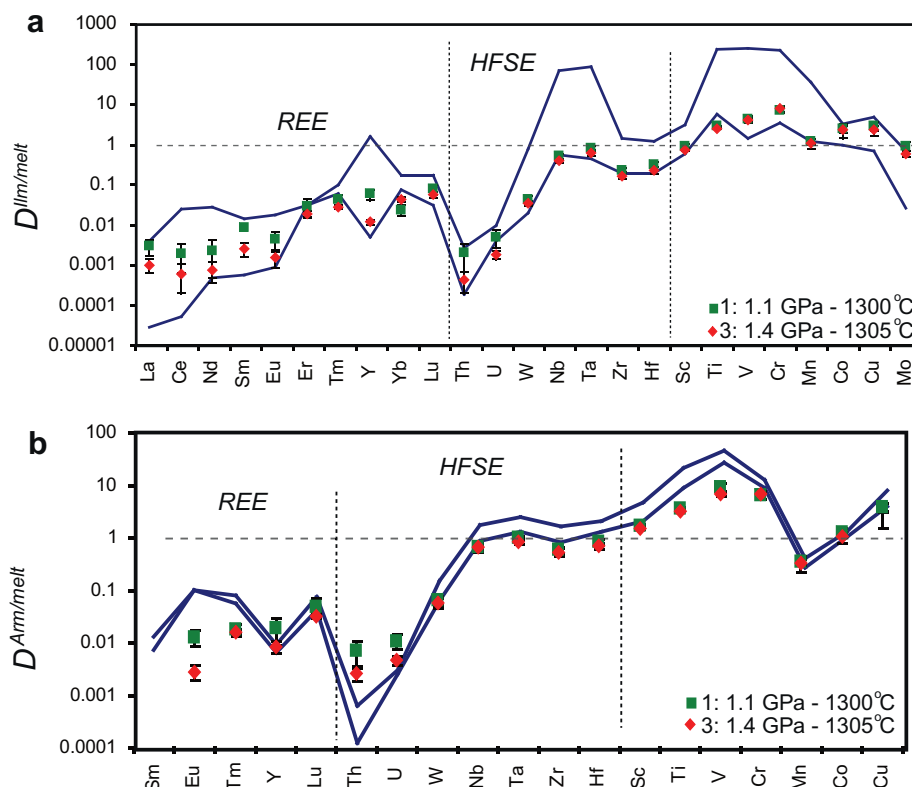 a
1000
100
10
1
0.1
0.01
0.001
0.0001
0.00001
D^Ilm/melt
REE
HFSE
1: 1.1 GPa - 1300°C
3: 1.4 GPa - 1305°C
La Ce Nd Sm Eu Er Tm Y Yb Lu Th U W Nb Ta Zr Hf Sc Ti V Cr Mn Co Cu Mo
b
100
10
1
0.1
0.01
0.001
0.0001
D^Arm/melt
REE
HFSE
1: 1.1 GPa - 1300°C
3: 1.4 GPa - 1305°C
Sm Eu Tm Y Lu Th U W Nb Ta Zr Hf Sc Ti V Cr Mn Co Cu